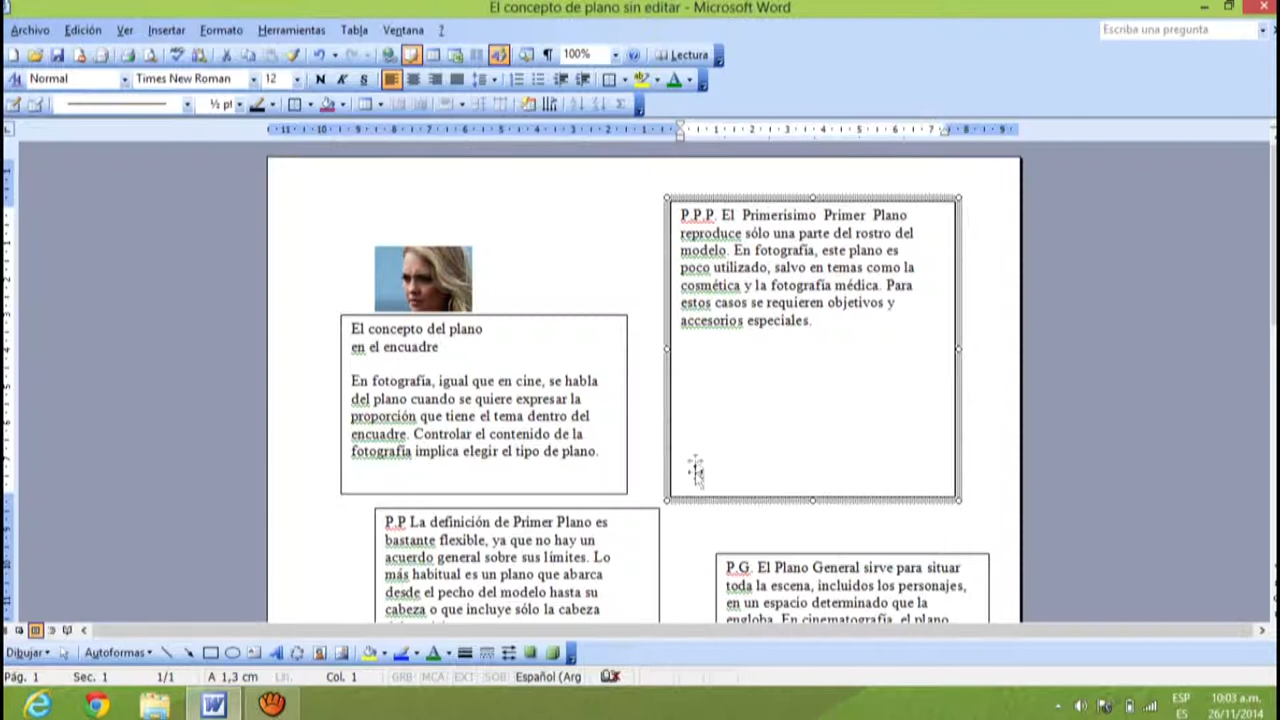 El concepto de plano sin editar - Microsoft Word
Archivo Edición Ver Insertar Formato Herramientas Tabla Ventana ?
Escriba una pregunta
100% Lectura
Normal Times New Roman 12 N K S
½ pt
P.P.P. El Primerísimo Primer Plano
reproduce sólo una parte del rostro del
modelo. En fotografía, este plano es
poco utilizado, salvo en temas como la
cosmética y la fotografía médica. Para
estos casos se requieren objetivos y
accesorios especiales.
El concepto del plano
en el encuadre
En fotografía, igual que en cine, se habla
del plano cuando se quiere expresar la
proporción que tiene el tema dentro del
encuadre. Controlar el contenido de la
fotografía implica elegir el tipo de plano.
P.P La definición de Primer Plano es
bastante flexible, ya que no hay un
acuerdo general sobre sus límites. Lo
más habitual es un plano que abarca
desde el pecho del modelo hasta su
cabeza o que incluye sólo la cabeza
P.G. El Plano General sirve para situar
toda la escena, incluidos los personajes,
en un espacio determinado que la
engloba. En cinematografía, el plano
Dibujar Autoformas
Pág. 1 Sec. 1 1/1 A 1,3 cm Lín. Col. 1 GRB MCA EXT SOB Español (Arg
ESP
ES
10:03 a.m.
26/11/2014